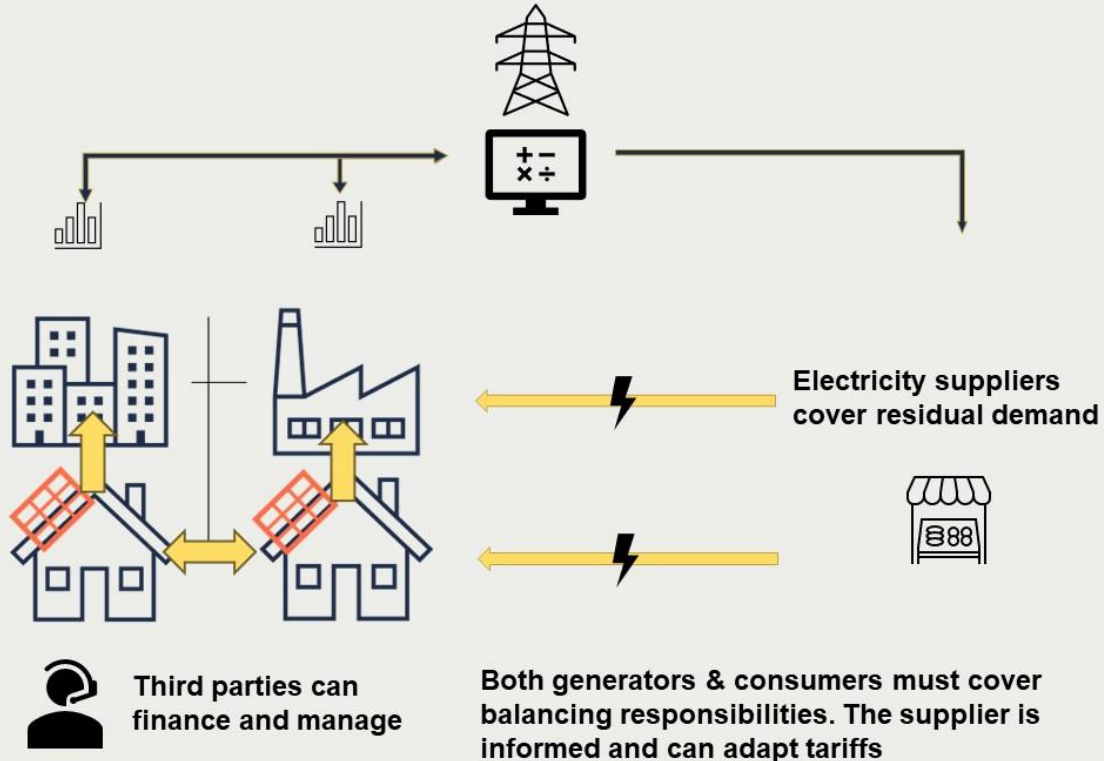 + −
× ÷
Electricity suppliers
cover residual demand
Third parties can
finance and manage
Both generators & consumers must cover
balancing responsibilities. The supplier is
informed and can adapt tariffs